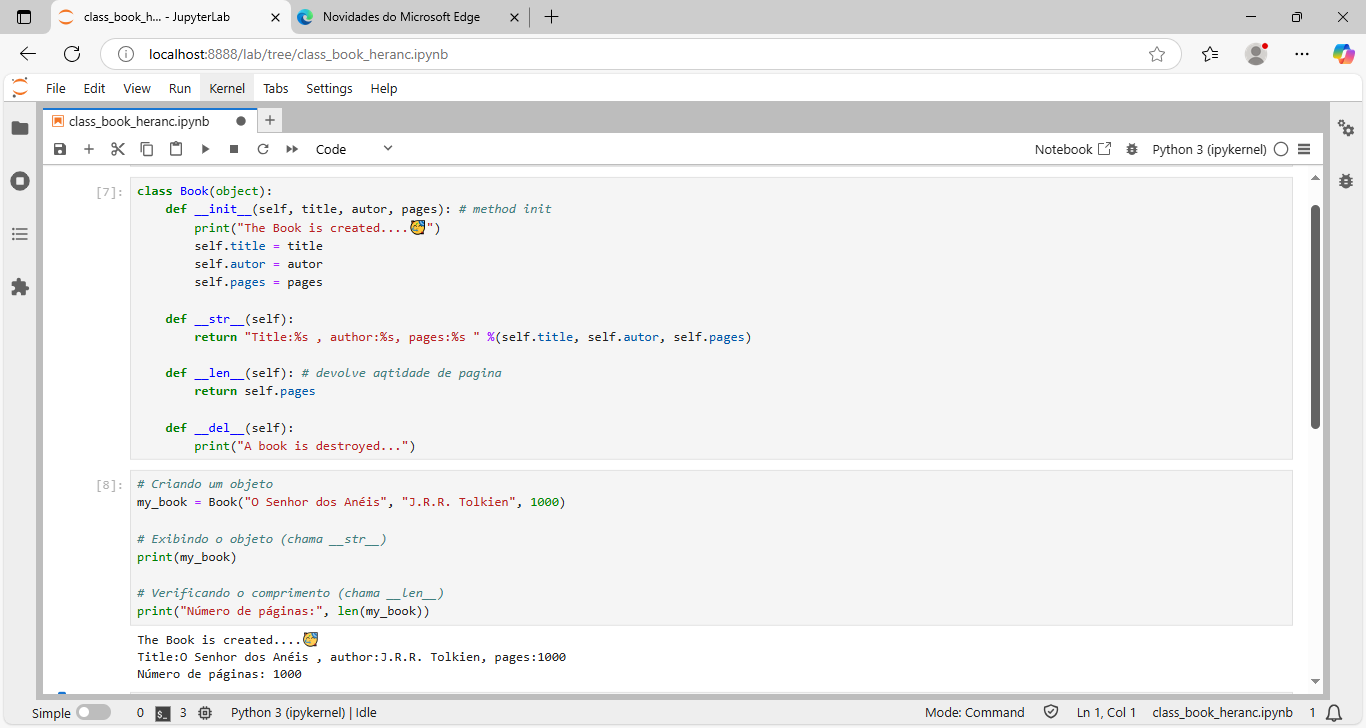 class_book_h... - JupyterLab
Novidades do Microsoft Edge
localhost:8888/lab/tree/class_book_heranc.ipynb
File Edit View Run Kernel Tabs Settings Help
class_book_heranc.ipynb
Code
Notebook
Python 3 (ipykernel)
[7]:
class Book(object):
    def __init__(self, title, autor, pages): # method init
        print("The Book is created....🥳")
        self.title = title
        self.autor = autor
        self.pages = pages
    def __str__(self):
        return "Title:%s , author:%s, pages:%s " %(self.title, self.autor, self.pages)
    def __len__(self): # devolve aqtidade de pagina
        return self.pages
    def __del__(self):
        print("A book is destroyed...")
[8]:
# Criando um objeto
my_book = Book("O Senhor dos Anéis", "J.R.R. Tolkien", 1000)
# Exibindo o objeto (chama __str__)
print(my_book)
# Verificando o comprimento (chama __len__)
print("Número de páginas:", len(my_book))
The Book is created....🥳
Title:O Senhor dos Anéis , author:J.R.R. Tolkien, pages:1000
Número de páginas: 1000
Simple 0 $_ 3 Python 3 (ipykernel) | Idle Mode: Command Ln 1, Col 1 class_book_heranc.ipynb 1